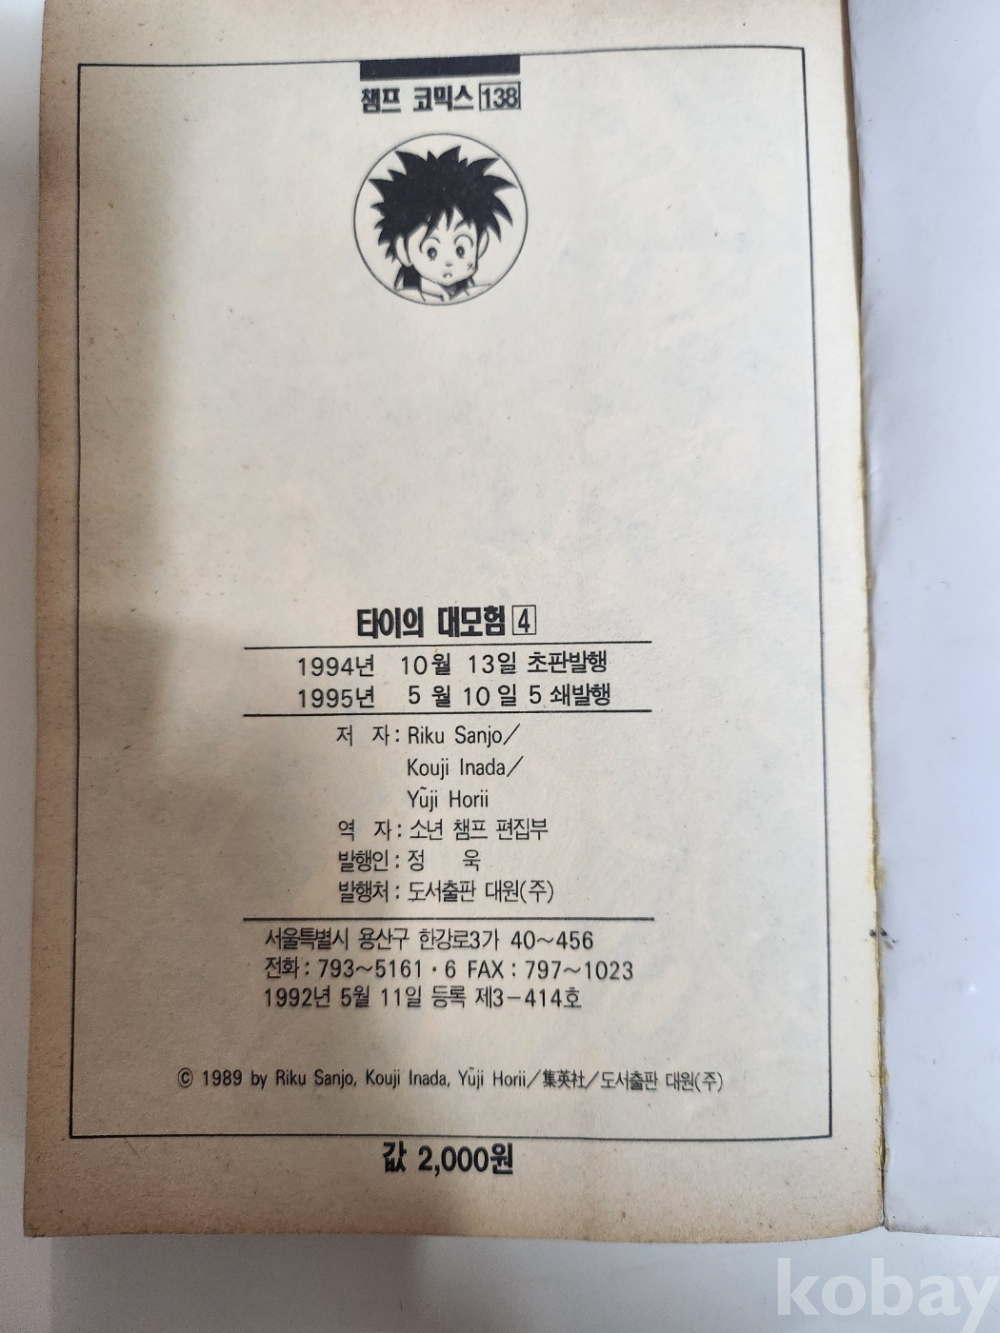 챔프 코믹스 138
타이의 대모험 4
1994년 10월 13일 초판발행
1995년 5월 10일 5쇄발행
저 자: Riku Sanjo/
Kouji Inada/
Yūji Horii
역 자: 소년 챔프 편집부
발행인: 정 욱
발행처: 도서출판 대원(주)
서울특별시 용산구 한강로3가 40~456
전화: 793~5161·6 FAX: 797~1023
1992년 5월 11일 등록 제3-414호
© 1989 by Riku Sanjo, Kouji Inada, Yūji Horii/集英社/도서출판 대원(주)
값 2,000원
kobay